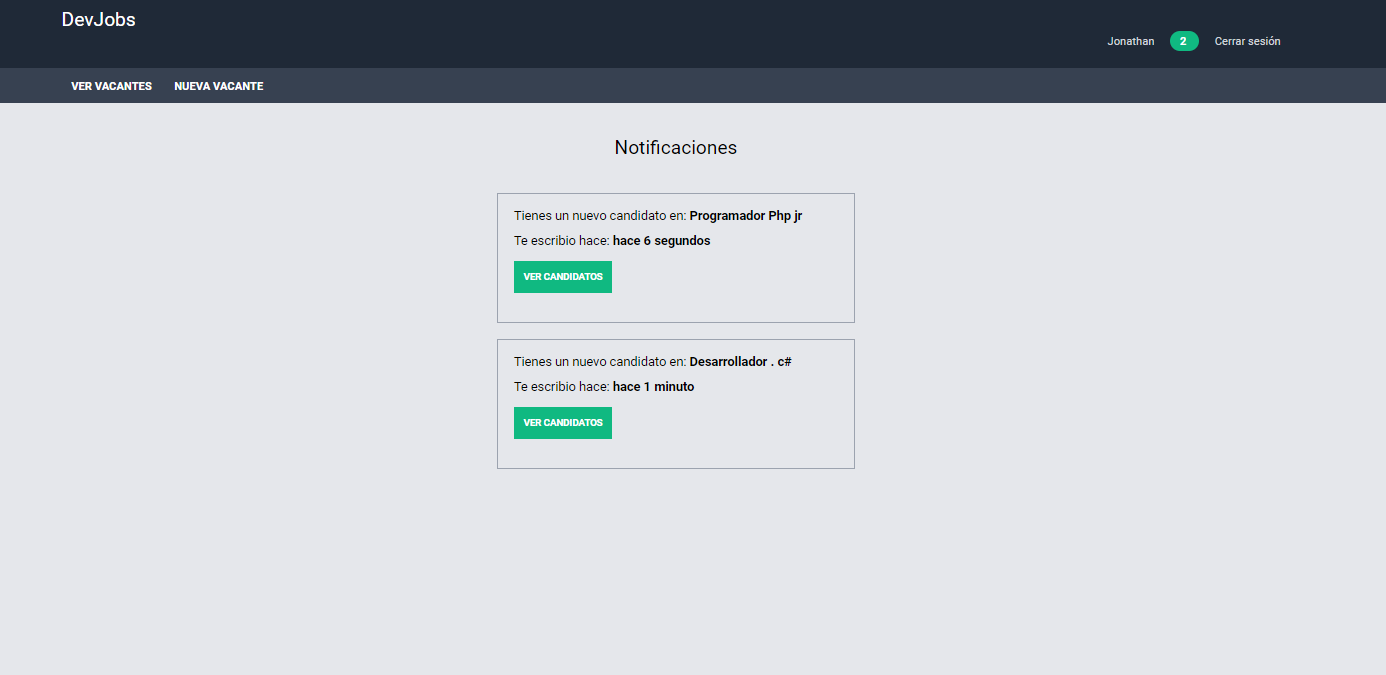 DevJobs
Jonathan 2 Cerrar sesión
VER VACANTES NUEVA VACANTE
Notificaciones
Tienes un nuevo candidato en: Programador Php jr
Te escribio hace: hace 6 segundos
VER CANDIDATOS
Tienes un nuevo candidato en: Desarrollador . c#
Te escribio hace: hace 1 minuto
VER CANDIDATOS